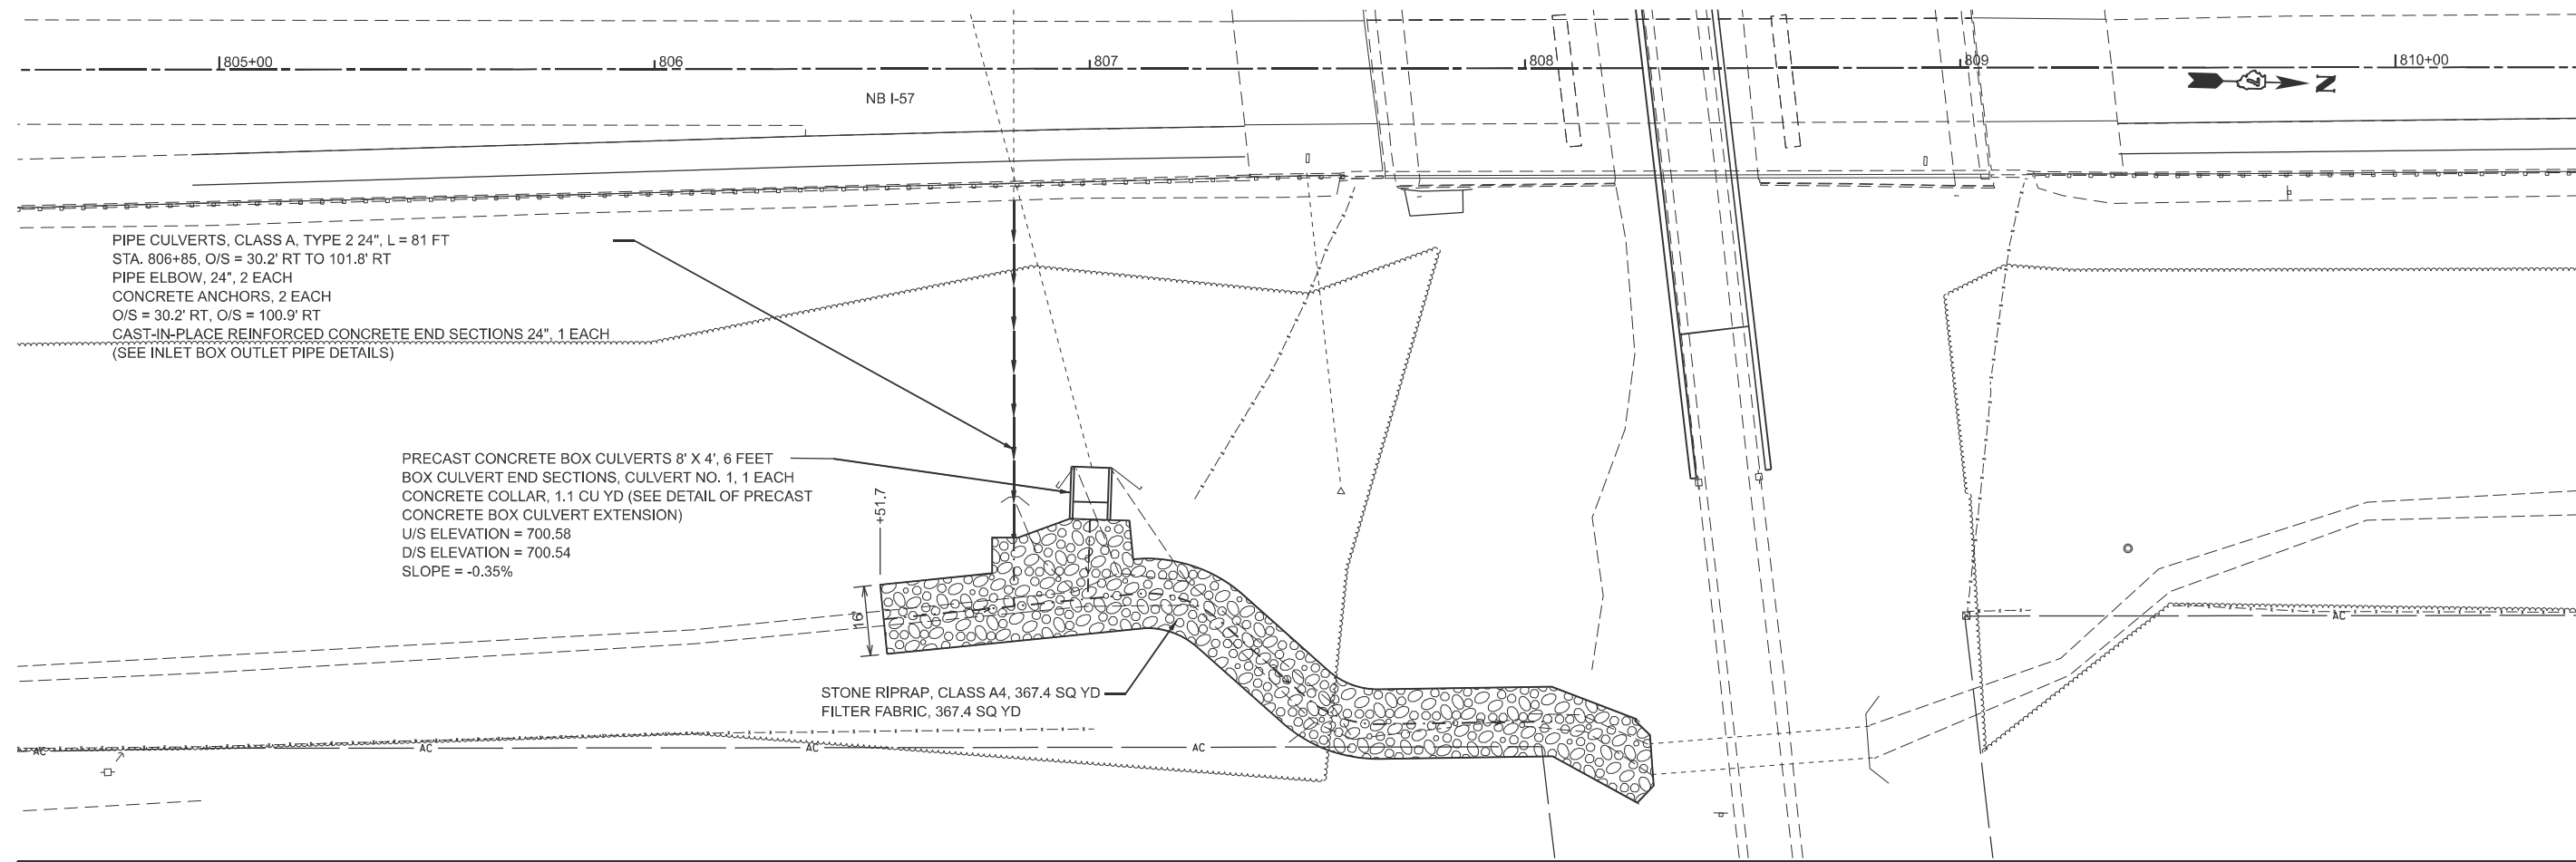 805+00
806
807
808
809
810+00
NB I-57
N
PIPE CULVERTS, CLASS A, TYPE 2 24", L = 81 FT
STA. 806+85, O/S = 30.2' RT TO 101.8' RT
PIPE ELBOW, 24", 2 EACH
CONCRETE ANCHORS, 2 EACH
O/S = 30.2' RT, O/S = 100.9' RT
CAST-IN-PLACE REINFORCED CONCRETE END SECTIONS 24", 1 EACH
(SEE INLET BOX OUTLET PIPE DETAILS)
PRECAST CONCRETE BOX CULVERTS 8' X 4', 6 FEET
BOX CULVERT END SECTIONS, CULVERT NO. 1, 1 EACH
CONCRETE COLLAR, 1.1 CU YD (SEE DETAIL OF PRECAST
CONCRETE BOX CULVERT EXTENSION)
U/S ELEVATION = 700.58
D/S ELEVATION = 700.54
SLOPE = -0.35%
+51.7
16'
STONE RIPRAP, CLASS A4, 367.4 SQ YD
FILTER FABRIC, 367.4 SQ YD
AC
AC
AC
AC
AC